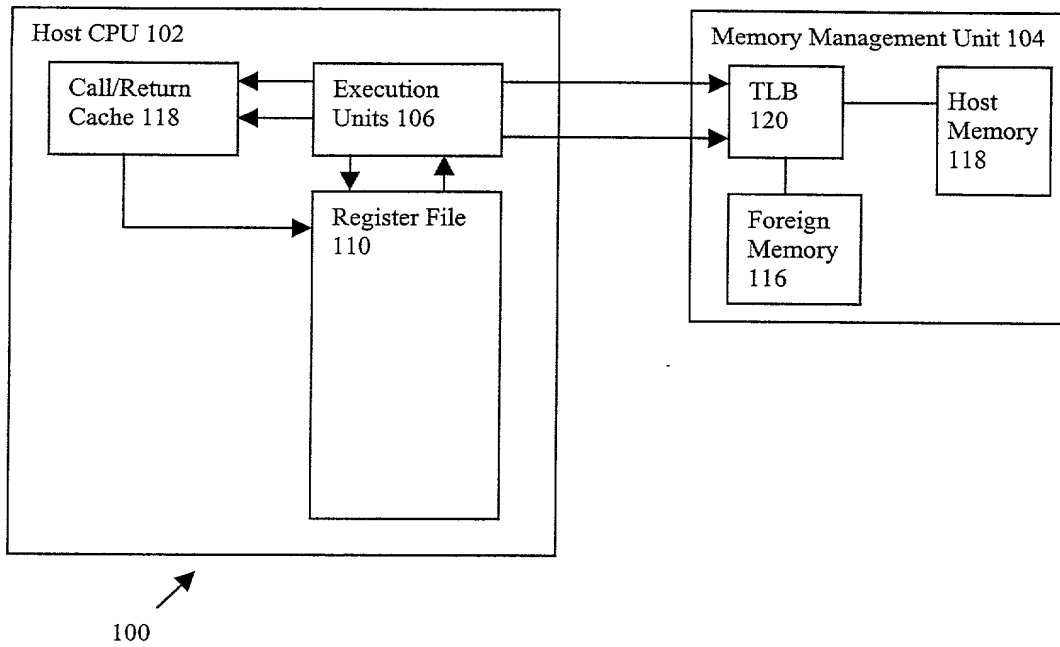 Host CPU 102
Call/Return
Cache 118
Execution
Units 106
Register File
110
Memory Management Unit 104
TLB
120
Host
Memory
118
Foreign
Memory
116
100